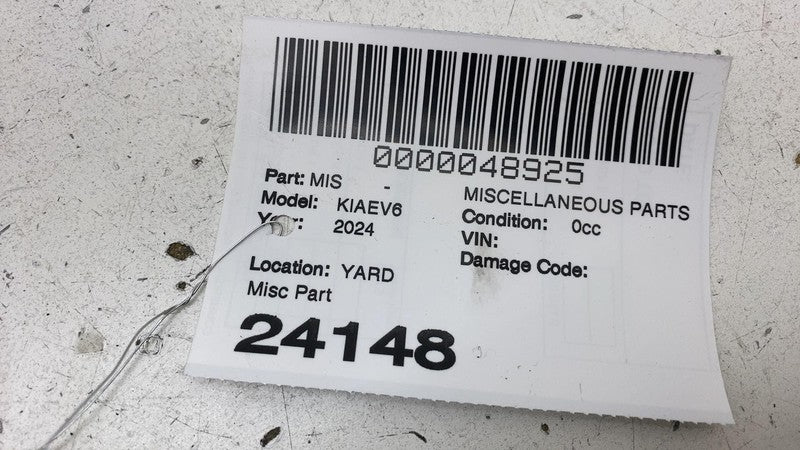 0000048925
Part: MIS - MISCELLANEOUS PARTS
Model: KIAEV6 Condition: 0cc
Year: 2024 VIN:
Damage Code:
Location: YARD
Misc Part
24148